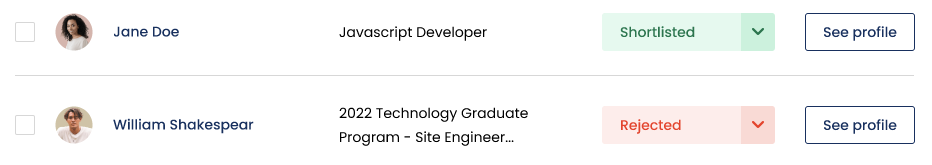 Jane Doe
Javascript Developer
Shortlisted
See profile
William Shakespear
2022 Technology Graduate
Program - Site Engineer...
Rejected
See profile